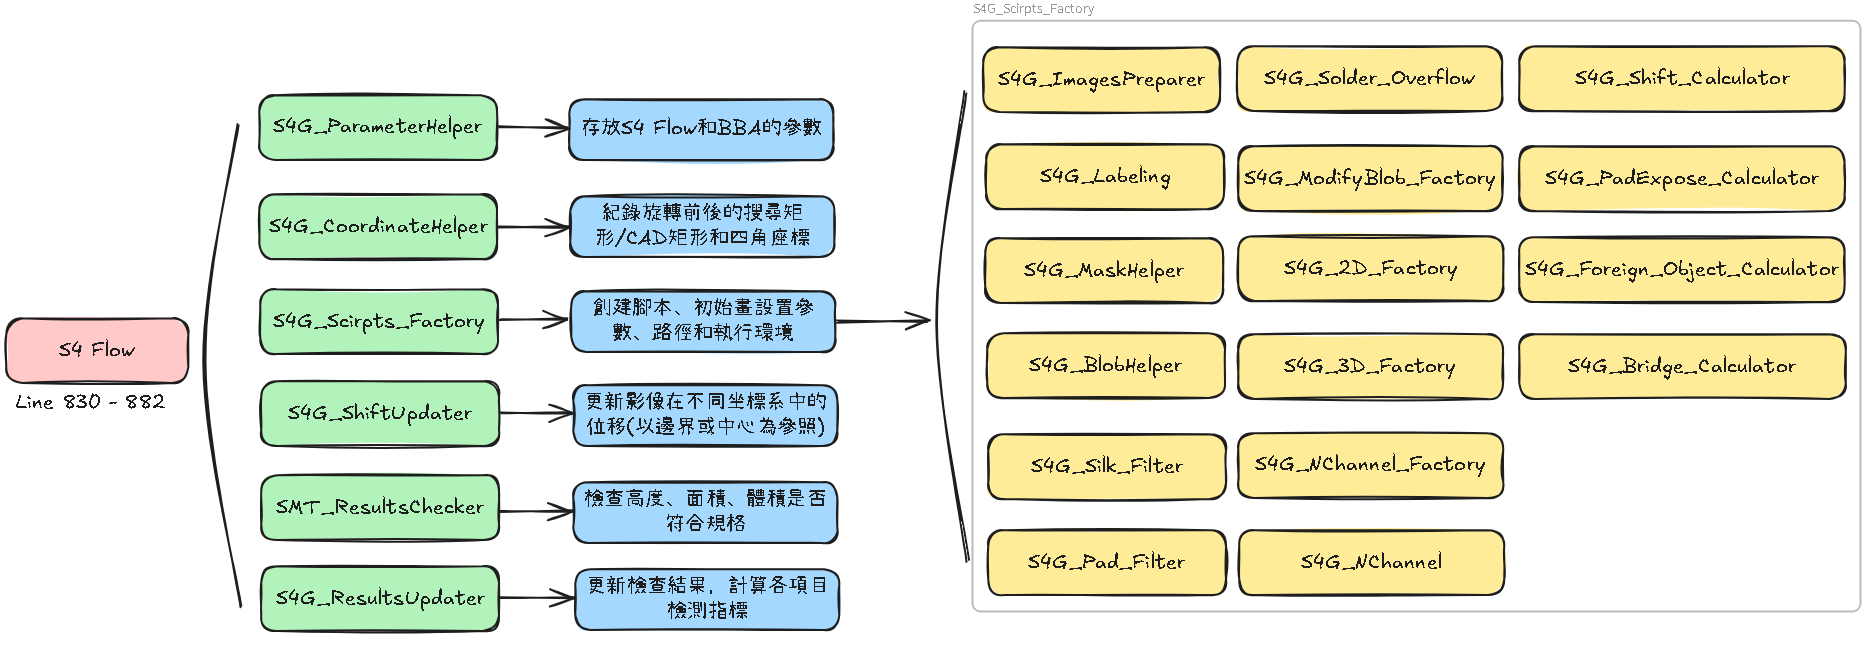 S4G_Scirpts_Factory
S4 Flow
Line 830 - 882
S4G_ParameterHelper
存放S4 Flow和BBA的參數
S4G_CoordinateHelper
紀錄旋轉前後的搜尋矩
形/CAD矩形和四角座標
S4G_Scirpts_Factory
創建腳本、初始畫設置參
數、路徑和執行環境
S4G_ShiftUpdater
更新影像在不同坐標系中的
位移(以邊界或中心為參照)
SMT_ResultsChecker
檢查高度、面積、體積是否
符合規格
S4G_ResultsUpdater
更新檢查結果，計算各項目
檢測指標
S4G_ImagesPreparer
S4G_Solder_Overflow
S4G_Shift_Calculator
S4G_Labeling
S4G_ModifyBlob_Factory
S4G_PadExpose_Calculator
S4G_MaskHelper
S4G_2D_Factory
S4G_Foreign_Object_Calculator
S4G_BlobHelper
S4G_3D_Factory
S4G_Bridge_Calculator
S4G_Silk_Filter
S4G_NChannel_Factory
S4G_Pad_Filter
S4G_NChannel